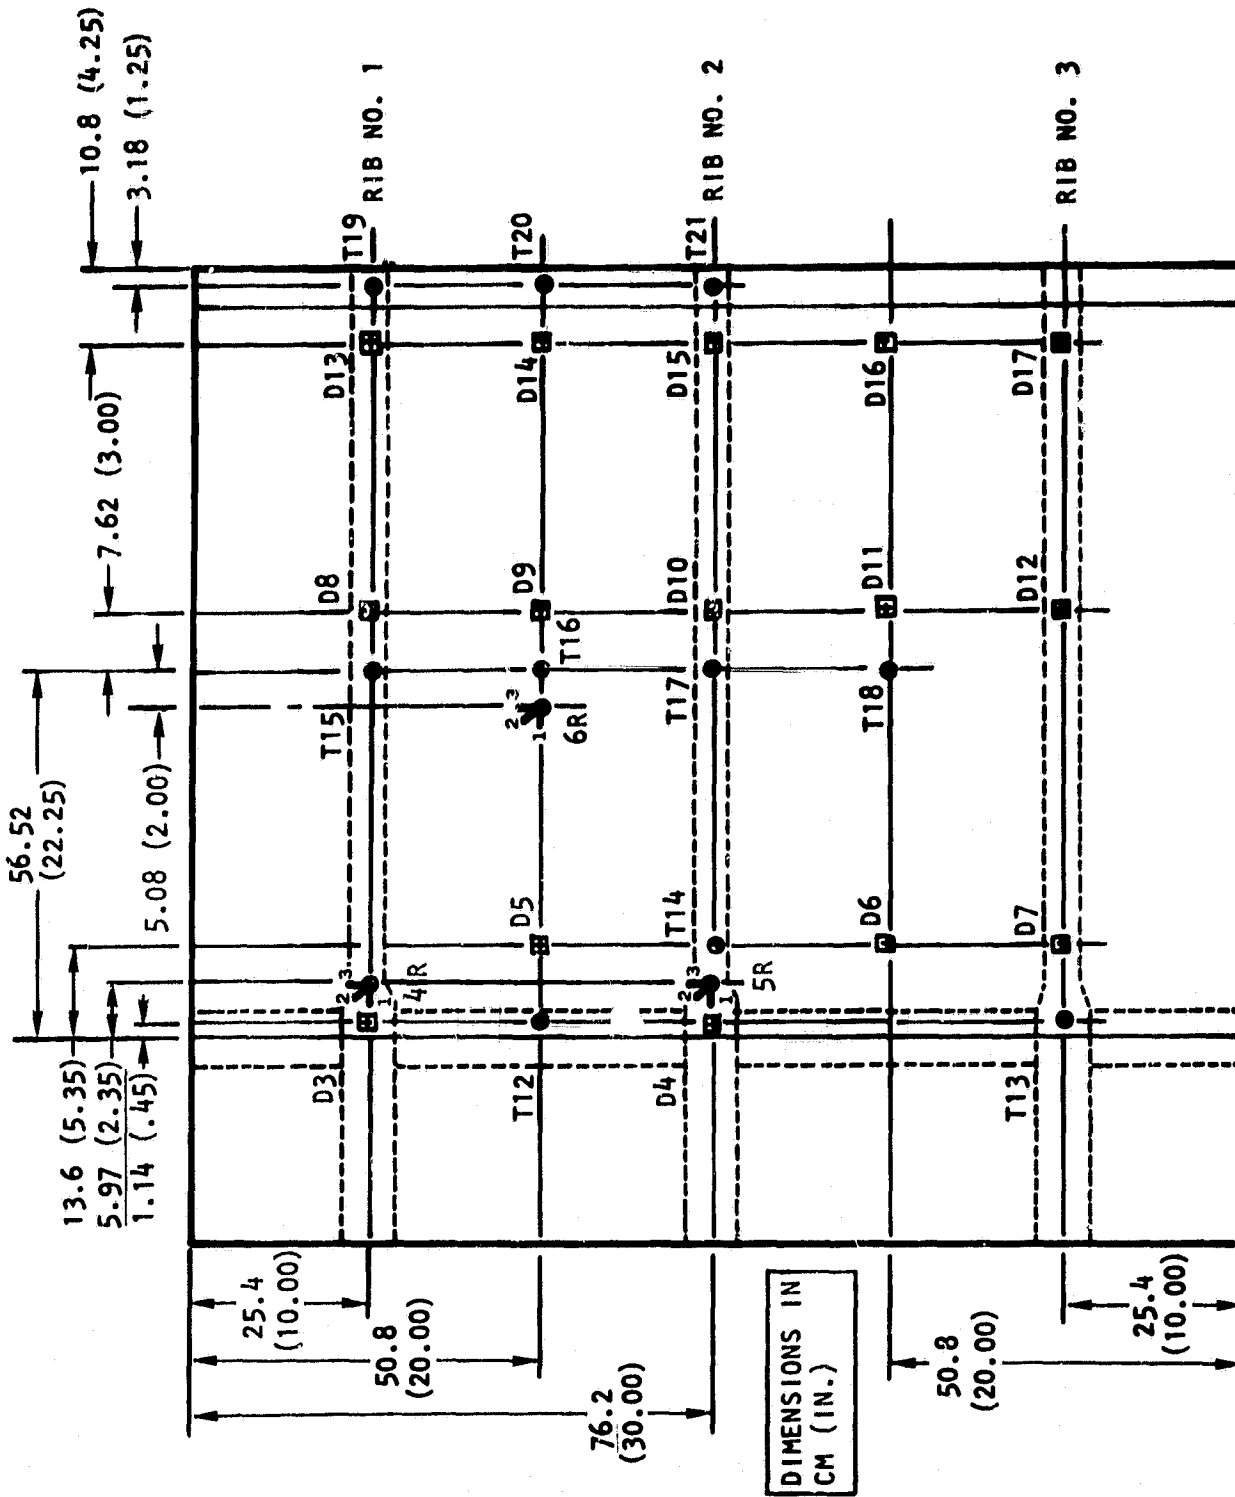 10.8 (4.25)
3.18 (1.25)
7.62 (3.00)
56.52
(22.25)
5.08 (2.00)
13.6 (5.35)
5.97 (2.35)
1.14 (.45)
RIB NO. 1
T19
D13
D8
T15
2 3
4R
1
D3
T20
D14
D9
T16
2 3
1
6R
D5
T12
RIB NO. 2
T21
D15
D10
T17
T14
2 3
1
5R
D4
D16
D11
T18
D6
RIB NO. 3
D17
D12
D7
T13
25.4
(10.00)
50.8
(20.00)
76.2
(30.00)
50.8
(20.00)
25.4
(10.00)
DIMENSIONS IN
CM (IN.)